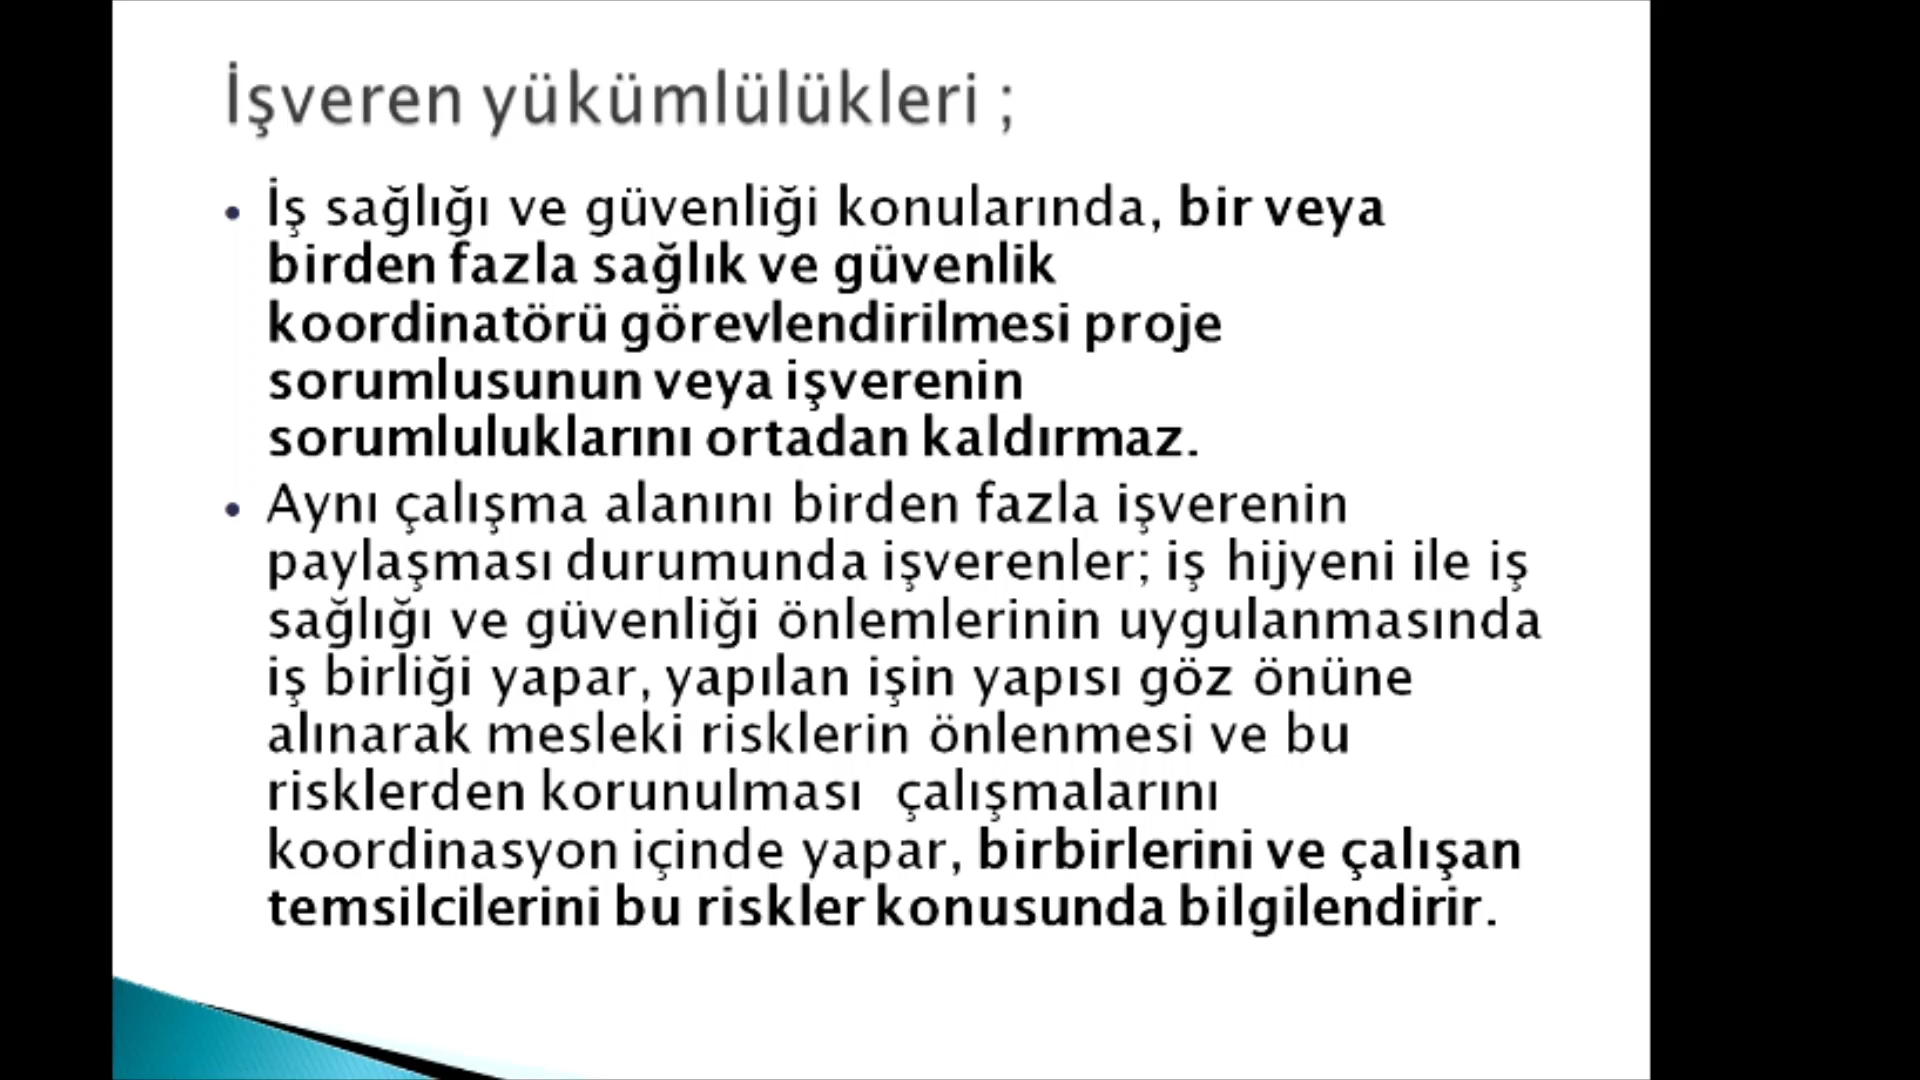 İşveren yükümlülükleri ;
• İş sağlığı ve güvenliği konularında, bir veya
birden fazla sağlık ve güvenlik
koordinatörü görevlendirilmesi proje
sorumlusunun veya işverenin
sorumluluklarını ortadan kaldırmaz.
• Aynı çalışma alanını birden fazla işverenin
paylaşması durumunda işverenler; iş hijyeni ile iş
sağlığı ve güvenliği önlemlerinin uygulanmasında
iş birliği yapar, yapılan işin yapısı göz önüne
alınarak mesleki risklerin önlenmesi ve bu
risklerden korunulması çalışmalarını
koordinasyon içinde yapar, birbirlerini ve çalışan
temsilcilerini bu riskler konusunda bilgilendirir.